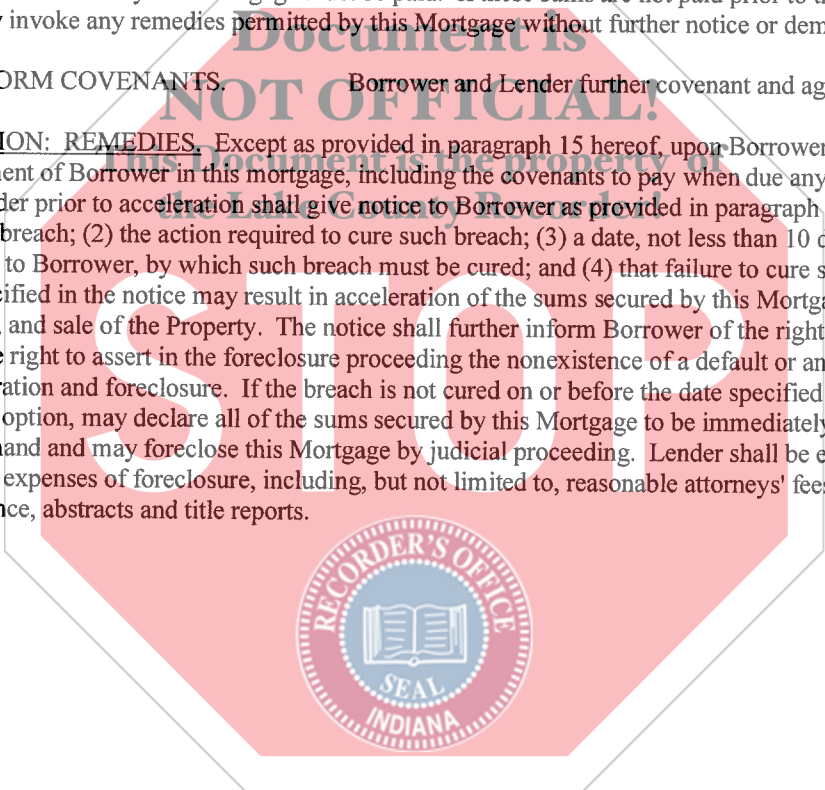 invoke any remedies permitted by this Mortgage without further notice or dem
Document is
ORM COVENANTS. Borrower and Lender further covenant and ag
NOT OFFICIAL!
ION: REMEDIES. Except as provided in paragraph 15 hereof, upon Borrower
This Document is the property of
ent of Borrower in this mortgage, including the covenants to pay when due any
der prior to acceleration shall give notice to Borrower as provided in paragraph
the Lake County Recorder!
breach; (2) the action required to cure such breach; (3) a date, not less than 10 d
to Borrower, by which such breach must be cured; and (4) that failure to cure s
ified in the notice may result in acceleration of the sums secured by this Mortga
, and sale of the Property. The notice shall further inform Borrower of the right
e right to assert in the foreclosure proceeding the nonexistence of a default or an
ration and foreclosure. If the breach is not cured on or before the date specified
option, may declare all of the sums secured by this Mortgage to be immediately
and and may foreclose this Mortgage by judicial proceeding. Lender shall be e
expenses of foreclosure, including, but not limited to, reasonable attorneys' fees
nce, abstracts and title reports.
STOP
RECORDER'S OFFICE
SEAL
INDIANA